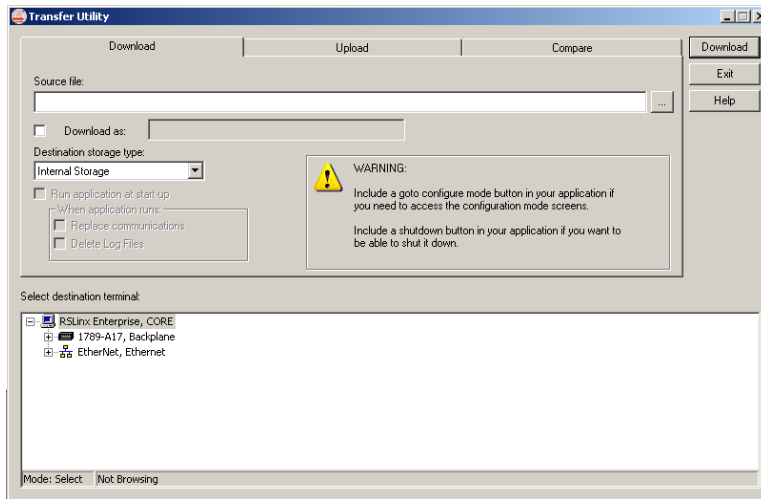 Transfer Utility
Download
Upload
Compare
Download
Exit
Help
Source file:
...
Download as:
Destination storage type:
Internal Storage
Run application at start-up
When application runs:
Replace communications
Delete Log Files
WARNING:
Include a goto configure mode button in your application if
you need to access the configuration mode screens.
Include a shutdown button in your application if you want to
be able to shut it down.
Select destination terminal:
RSLinx Enterprise, CORE
1789-A17, Backplane
EtherNet, Ethernet
Mode: Select
Not Browsing